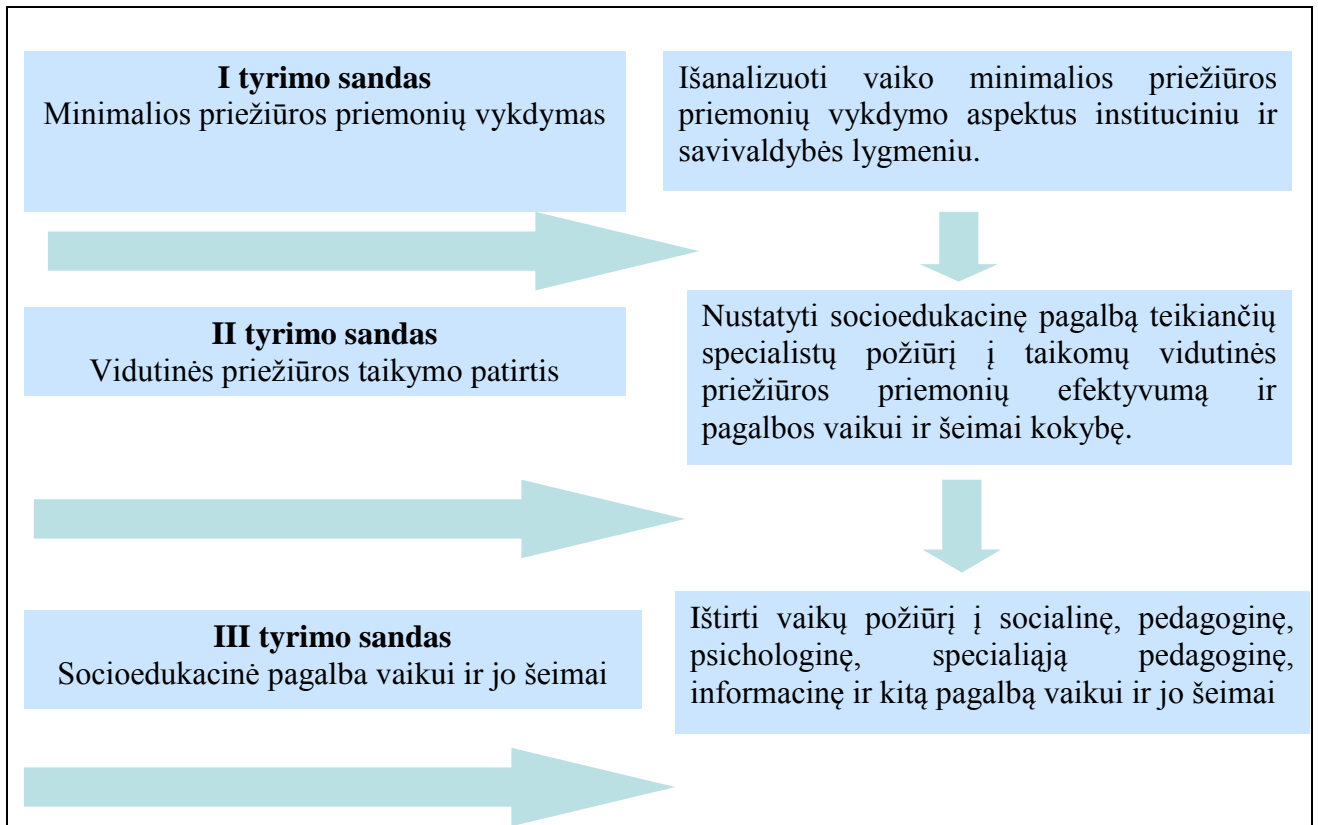 I tyrimo sandas
Minimalios priežiūros priemonių vykdymas
Išanalizuoti vaiko minimalios priežiūros
priemonių vykdymo aspektus instituciniu ir
savivaldybės lygmeniu.
II tyrimo sandas
Vidutinės priežiūros taikymo patirtis
Nustatyti socioedukacinę pagalbą teikiančių
specialistų požiūrį į taikomų vidutinės
priežiūros priemonių efektyvumą ir
pagalbos vaikui ir šeimai kokybę.
III tyrimo sandas
Socioedukacinė pagalba vaikui ir jo šeimai
Ištirti vaikų požiūrį į socialinę, pedagoginę,
psichologinę, specialiąją pedagoginę,
informacinę ir kitą pagalbą vaikui ir jo šeimai